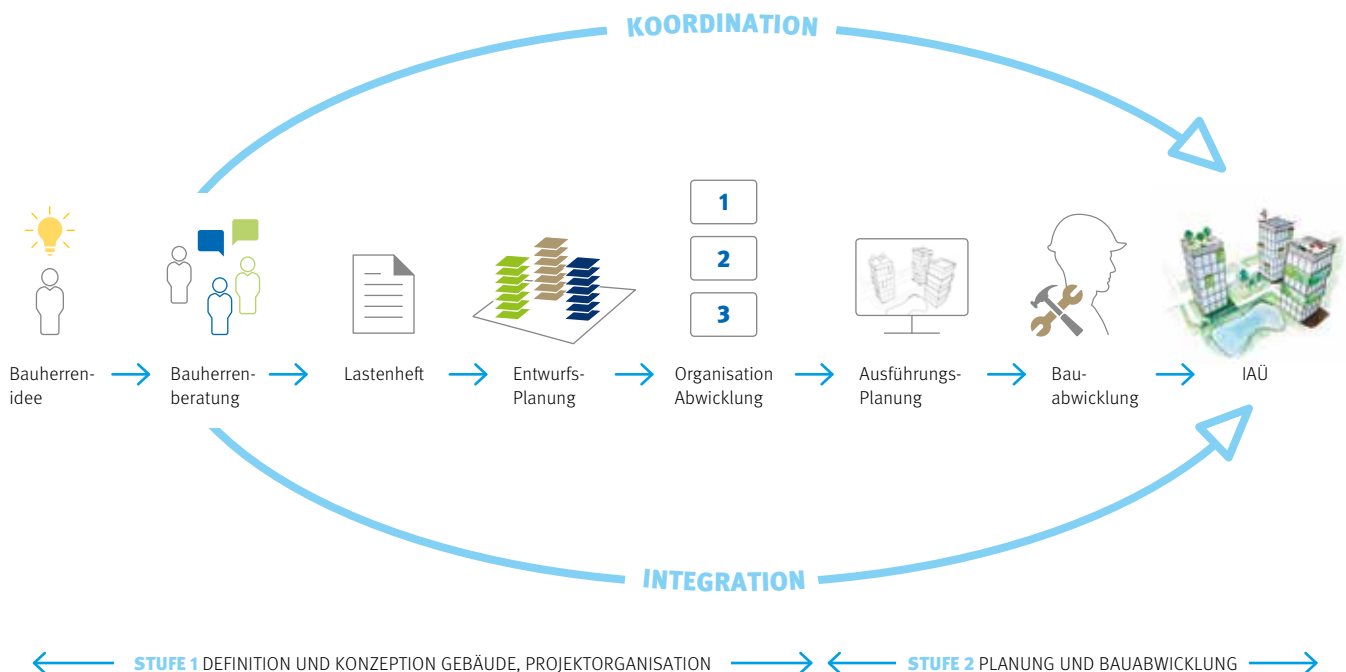 KOORDINATION
1
2
3
Bauherren-
idee
Bauherren-
beratung
Lastenheft
Entwurfs-
Planung
Organisation
Abwicklung
Ausführungs-
Planung
Bau-
abwicklung
IAÜ
INTEGRATION
STUFE 1 DEFINITION UND KONZEPTION GEBÄUDE, PROJEKTORGANISATION
STUFE 2 PLANUNG UND BAUABWICKLUNG